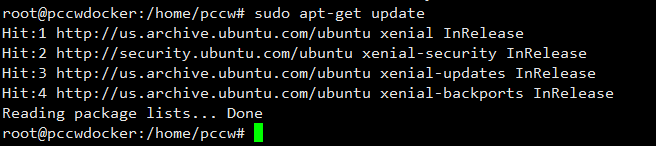 root@pccwdocker:/home/pccw# sudo apt-get update
Hit:1 http://us.archive.ubuntu.com/ubuntu xenial InRelease
Hit:2 http://security.ubuntu.com/ubuntu xenial-security InRelease
Hit:3 http://us.archive.ubuntu.com/ubuntu xenial-updates InRelease
Hit:4 http://us.archive.ubuntu.com/ubuntu xenial-backports InRelease
Reading package lists... Done
root@pccwdocker:/home/pccw#